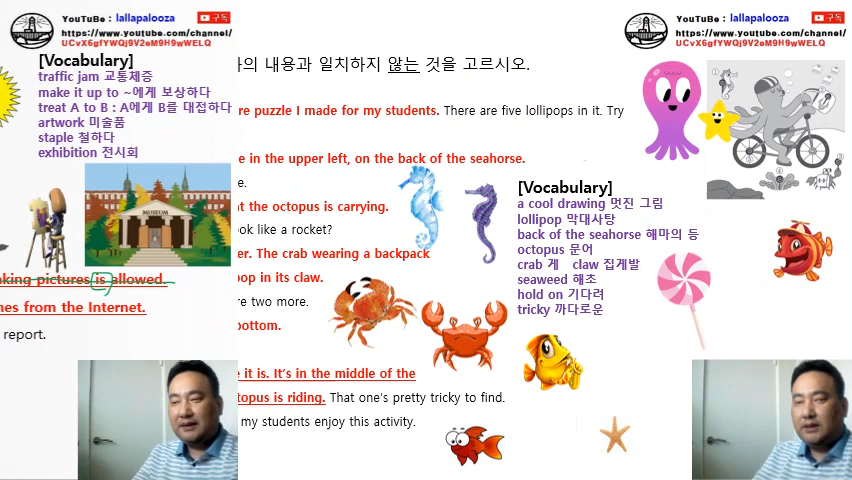 YouTuBe : lallapalooza
구독
https://www.youtube.com/channel/
UCvX6gfYWQj9V2eM9H9wWELQ
[Vocabulary]
traffic jam 교통체증
make it up to ~에게 보상하다
treat A to B : A에게 B를 대접하다
artwork 미술품
staple 철하다
exhibition 전시회
MUSEUM
aking pictures is allowed.
nes from the Internet.
report.
의 내용과 일치하지 않는 것을 고르시오.
re puzzle I made for my students. There are five lollipops in it. Try
e in the upper left, on the back of the seahorse.
e.
at the octopus is carrying.
ook like a rocket?
er. The crab wearing a backpack
pop in its claw.
re two more.
bottom.
e it is. It's in the middle of the
topus is riding. That one's pretty tricky to find.
my students enjoy this activity.
YouTuBe : lallapalooza
구독
https://www.youtube.com/channel/
UCvX6gfYWQj9V2eM9H9wWELQ
[Vocabulary]
a cool drawing 멋진 그림
lollipop 막대사탕
back of the seahorse 해마의 등
octopus 문어
crab 게 claw 집게발
seaweed 해초
hold on 기다려
tricky 까다로운